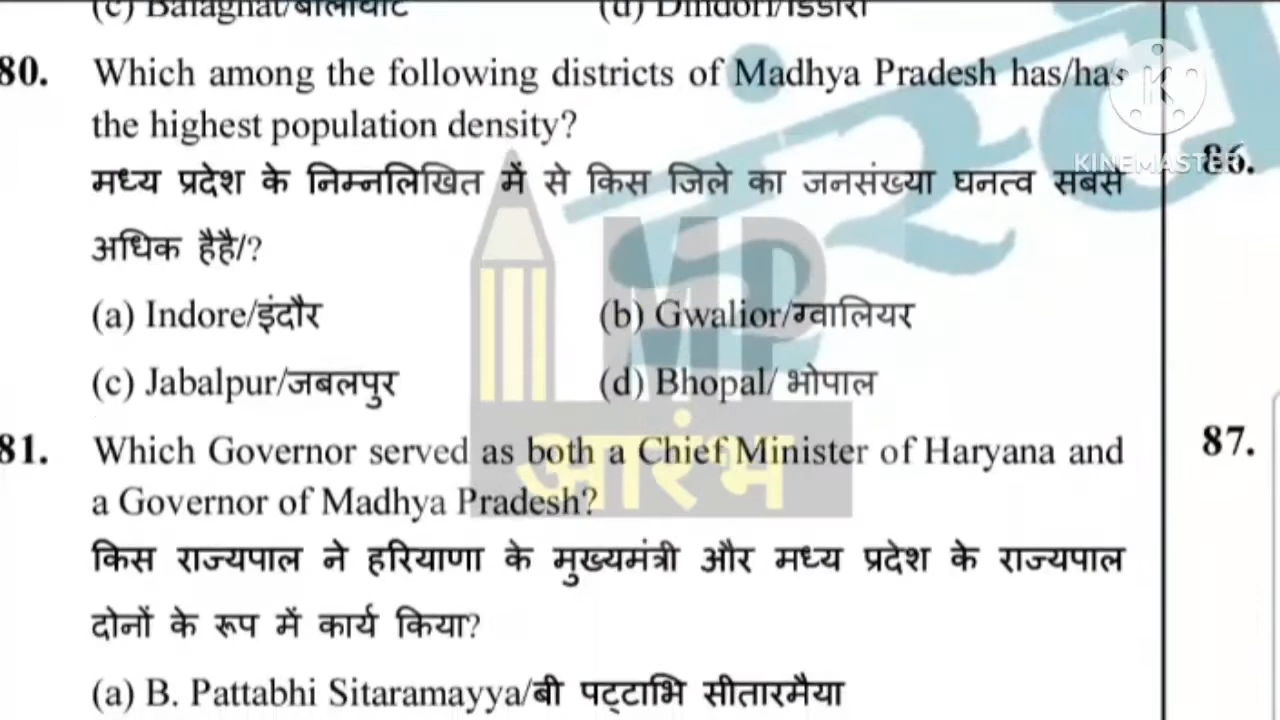 (c) Balaghat/बालाघाट (d) Dindori/डिंडोरी
80. Which among the following districts of Madhya Pradesh has/has
the highest population density?
मध्य प्रदेश के निम्नलिखित में से किस जिले का जनसंख्या घनत्व सबसे
अधिक हैहै/?
(a) Indore/इंदौर (b) Gwalior/ग्वालियर
(c) Jabalpur/जबलपुर (d) Bhopal/ भोपाल
81. Which Governor served as both a Chief Minister of Haryana and
a Governor of Madhya Pradesh?
किस राज्यपाल ने हरियाणा के मुख्यमंत्री और मध्य प्रदेश के राज्यपाल
दोनों के रूप में कार्य किया?
(a) B. Pattabhi Sitaramayya/बी पट्टाभि सीतारमैया
86.
87.
K
KINEMASTER
MP
आरंभ